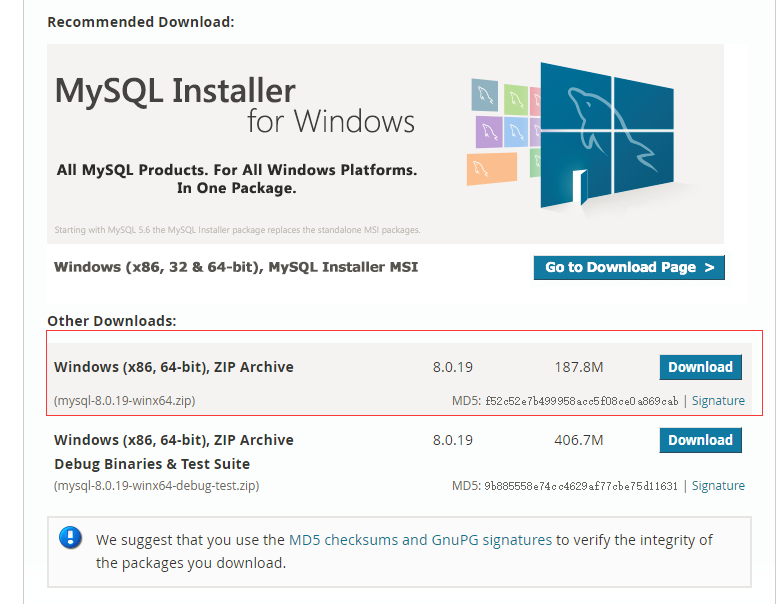 Recommended Download:
MySQL Installer
for Windows
All MySQL Products. For All Windows Platforms.
In One Package.
Starting with MySQL 5.6 the MySQL Installer package replaces the standalone MSI packages.
Windows (x86, 32 & 64-bit), MySQL Installer MSI
Go to Download Page >
Other Downloads:
Windows (x86, 64-bit), ZIP Archive 8.0.19 187.8M Download
(mysql-8.0.19-winx64.zip) MD5: f52c52e7b499958acc5f08ce0a869cab | Signature
Windows (x86, 64-bit), ZIP Archive 8.0.19 406.7M Download
Debug Binaries & Test Suite
(mysql-8.0.19-winx64-debug-test.zip) MD5: 9b885558e74cc4629af77cbe75d11631 | Signature
We suggest that you use the MD5 checksums and GnuPG signatures to verify the integrity of
the packages you download.